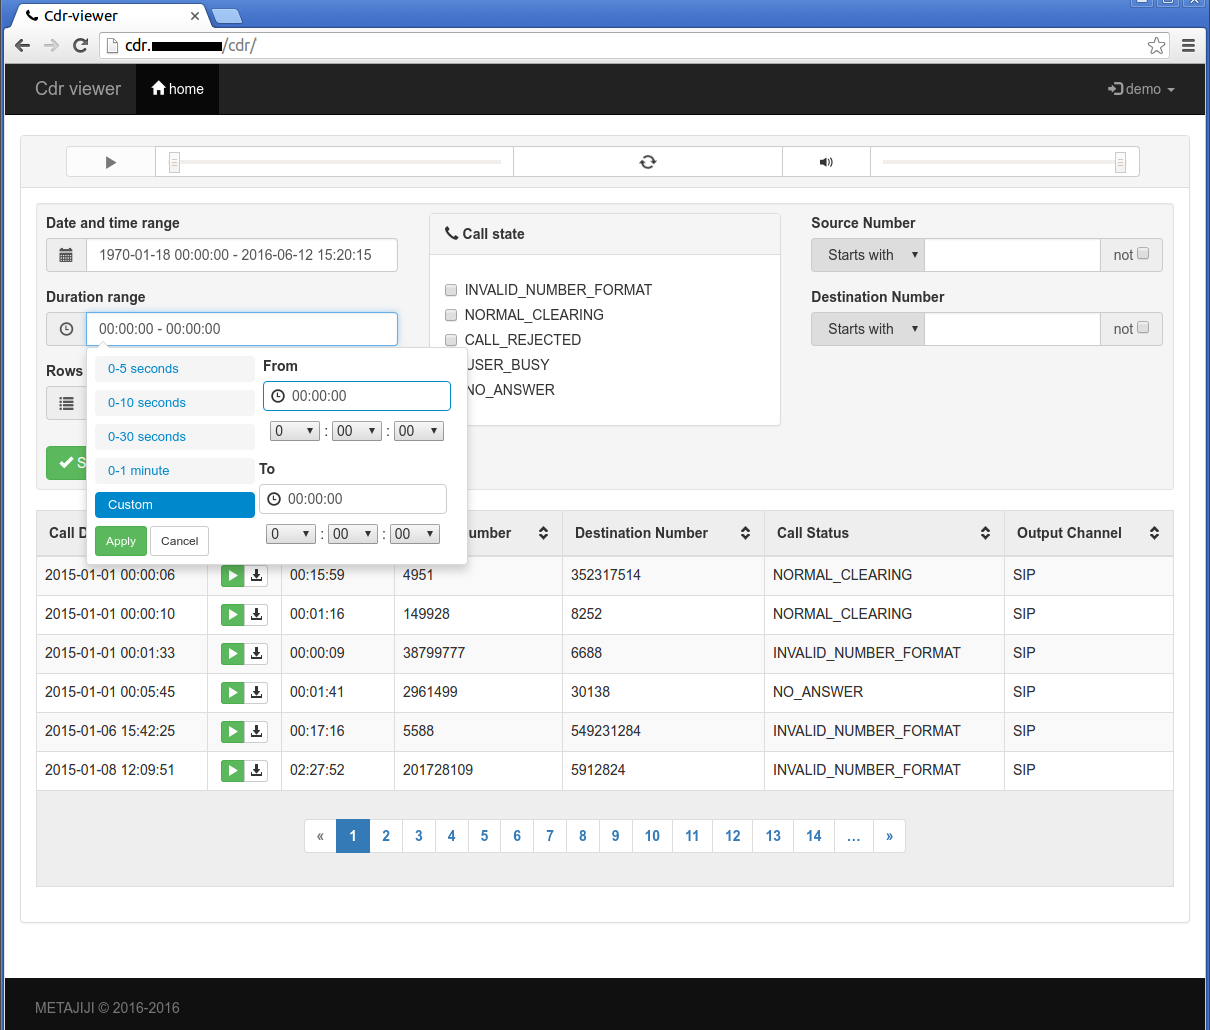 Cdr-viewer
cdr. /cdr/
Cdr viewer
home
demo
Date and time range
1970-01-18 00:00:00 - 2016-06-12 15:20:15
Duration range
00:00:00 - 00:00:00
Rows
S
0-5 seconds
0-10 seconds
0-30 seconds
0-1 minute
Custom
Apply Cancel
From
00:00:00
0 : 00 : 00
To
00:00:00
0 : 00 : 00
Call state
INVALID_NUMBER_FORMAT
NORMAL_CLEARING
CALL_REJECTED
USER_BUSY
NO_ANSWER
Source Number
Starts with not
Destination Number
Starts with not
Call D umber Destination Number Call Status Output Channel
2015-01-01 00:00:06 00:15:59 4951 352317514 NORMAL_CLEARING SIP
2015-01-01 00:00:10 00:01:16 149928 8252 NORMAL_CLEARING SIP
2015-01-01 00:01:33 00:00:09 38799777 6688 INVALID_NUMBER_FORMAT SIP
2015-01-01 00:05:45 00:01:41 2961499 30138 NO_ANSWER SIP
2015-01-06 15:42:25 00:17:16 5588 549231284 INVALID_NUMBER_FORMAT SIP
2015-01-08 12:09:51 02:27:52 201728109 5912824 INVALID_NUMBER_FORMAT SIP
« 1 2 3 4 5 6 7 8 9 10 11 12 13 14 ... »
METAJIJI © 2016-2016